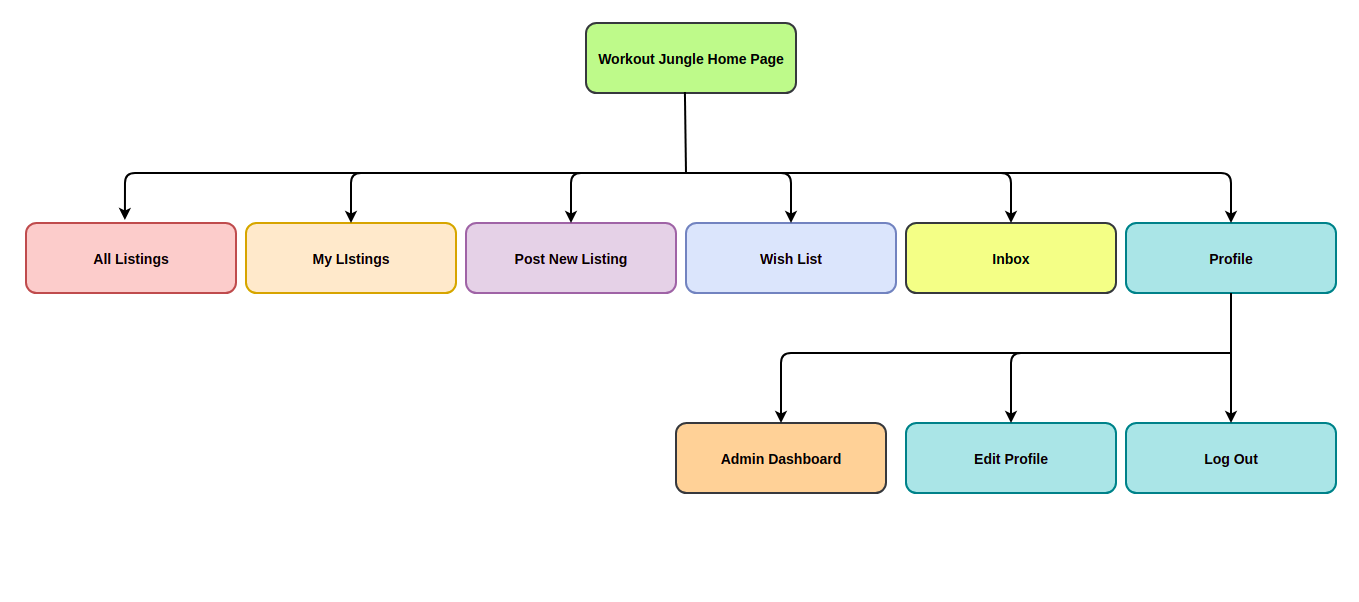 Workout Jungle Home Page
All Listings
My LIstings
Post New Listing
Wish List
Inbox
Profile
Admin Dashboard
Edit Profile
Log Out